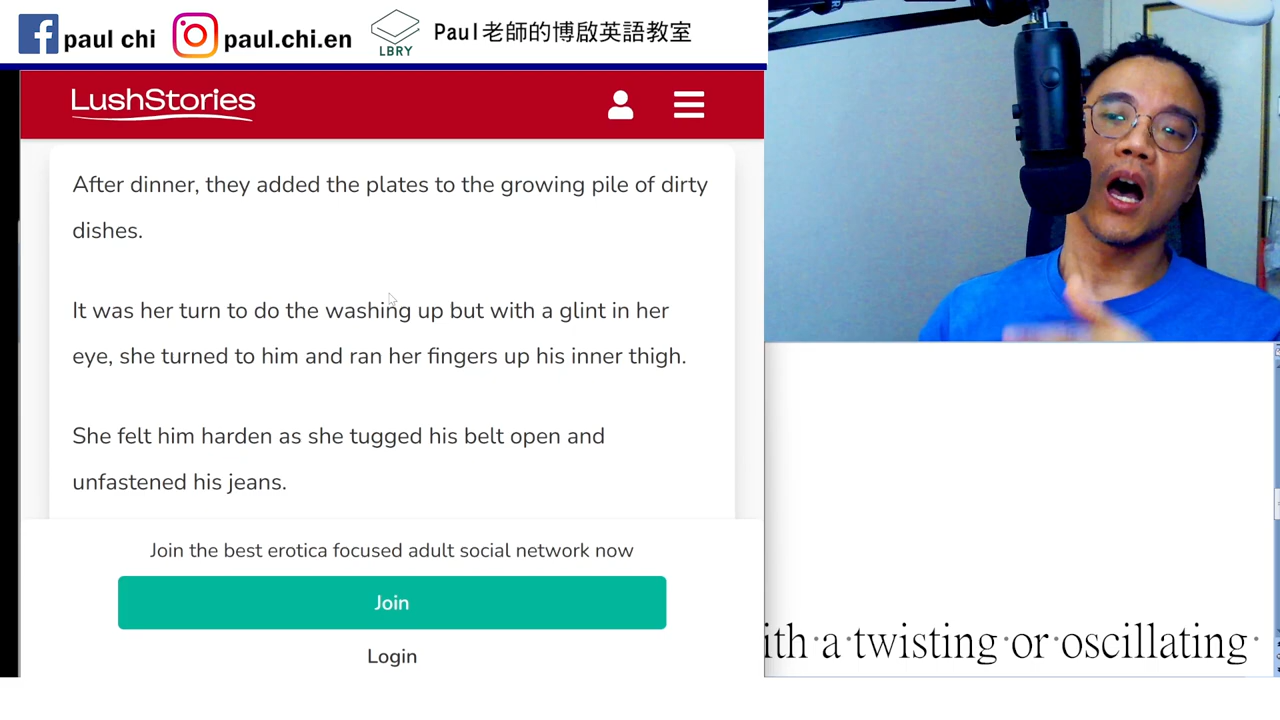 paul chi
paul.chi.en
LBRY
Paul老師的博啟英語教室
LushStories
After dinner, they added the plates to the growing pile of dirty
dishes.
It was her turn to do the washing up but with a glint in her
eye, she turned to him and ran her fingers up his inner thigh.
She felt him harden as she tugged his belt open and
unfastened his jeans.
Join the best erotica focused adult social network now
Join
Login
ith·a·twisting·or·oscillating·